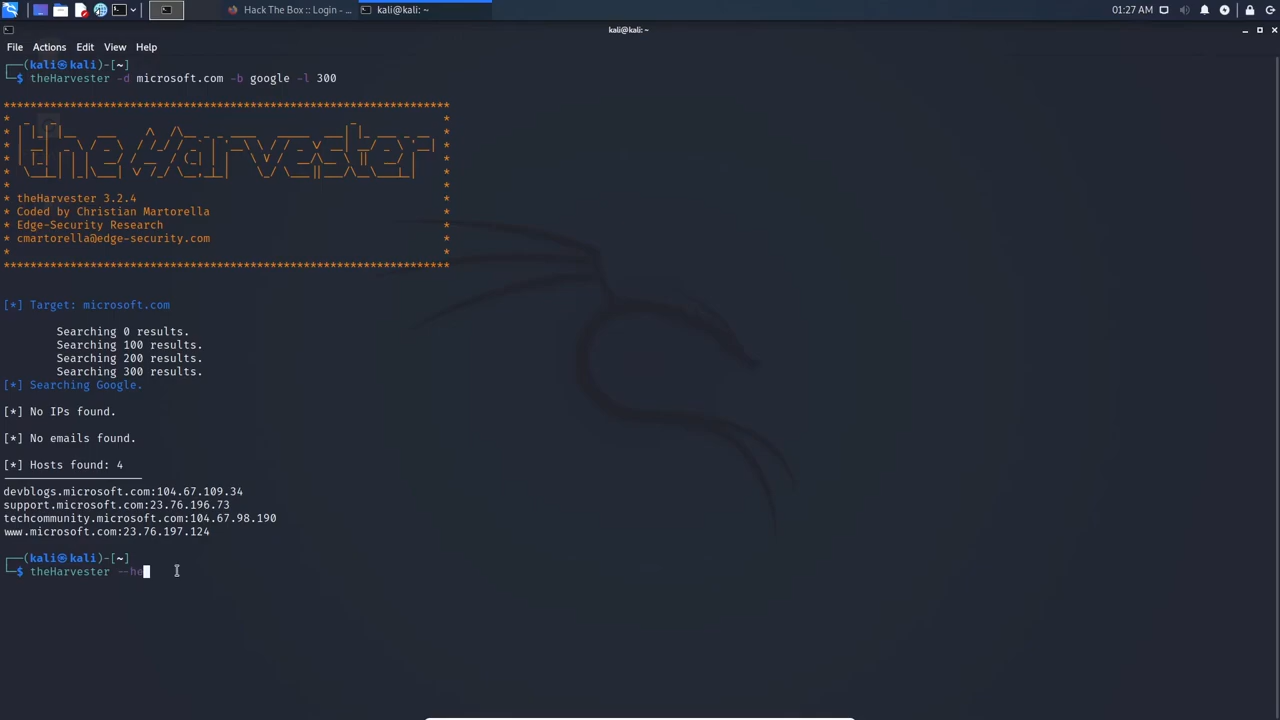 Hack The Box :: Login - ...
kali@kali: ~
01:27 AM
kali@kali: ~
File Actions Edit View Help
┌──(kali㉿kali)-[~]
└─$ theHarvester -d microsoft.com -b google -l 300
*******************************************************************
theHarvester
* theHarvester 3.2.4 *
* Coded by Christian Martorella *
* Edge-Security Research *
* cmartorella@edge-security.com *
* *
*******************************************************************
[*] Target: microsoft.com
Searching 0 results.
Searching 100 results.
Searching 200 results.
Searching 300 results.
[*] Searching Google.
[*] No IPs found.
[*] No emails found.
[*] Hosts found: 4
---------------------
devblogs.microsoft.com:104.67.109.34
support.microsoft.com:23.76.196.73
techcommunity.microsoft.com:104.67.98.190
www.microsoft.com:23.76.197.124
┌──(kali㉿kali)-[~]
└─$ theHarvester --he